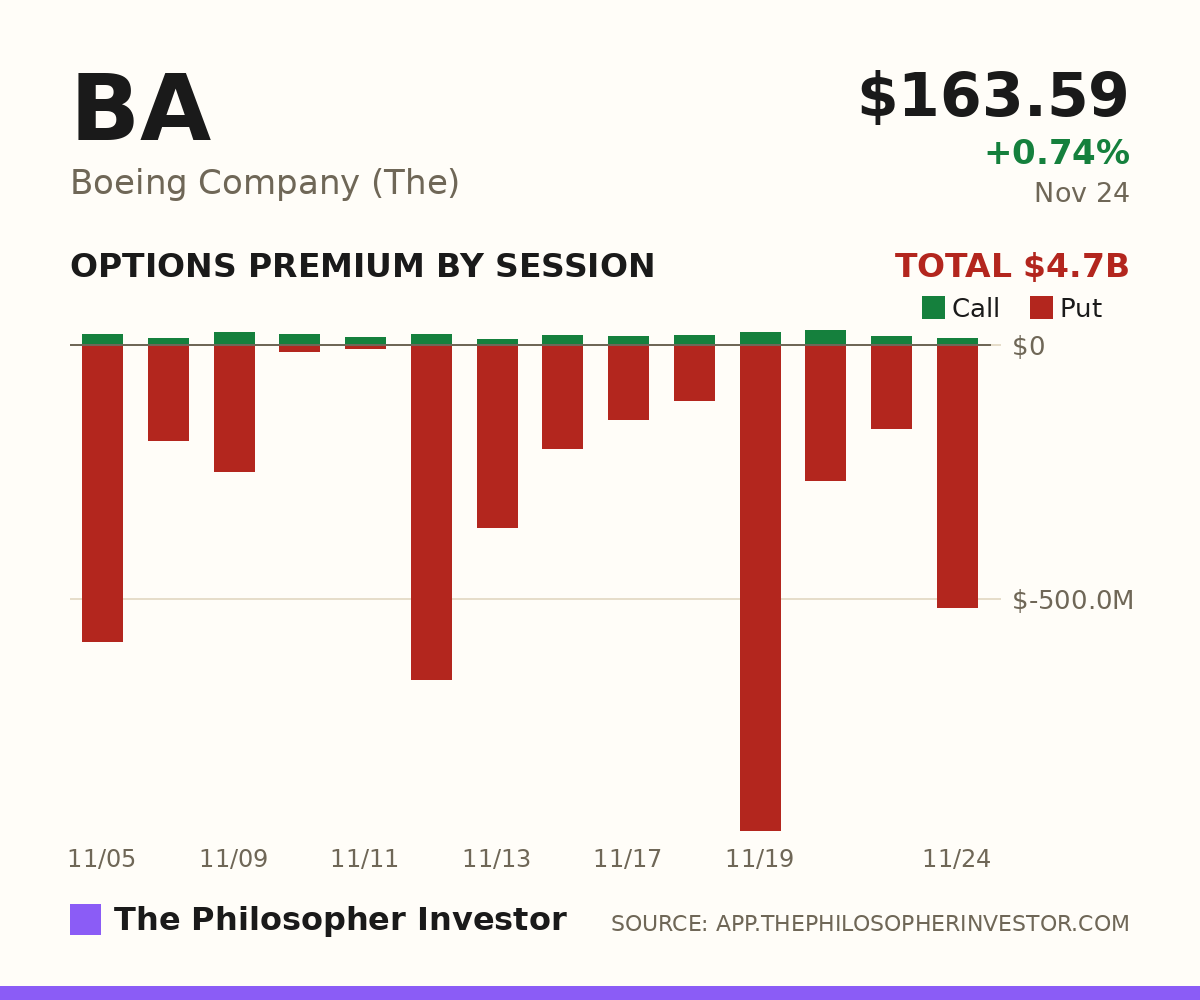 BA
$163.59
+0.74%
Boeing Company (The)
Nov 24
OPTIONS PREMIUM BY SESSION
TOTAL $4.7B
Call
Put
$0
$-500.0M
11/05
11/09
11/11
11/13
11/17
11/19
11/24
The Philosopher Investor
SOURCE: APP.THEPHILOSOPHERINVESTOR.COM